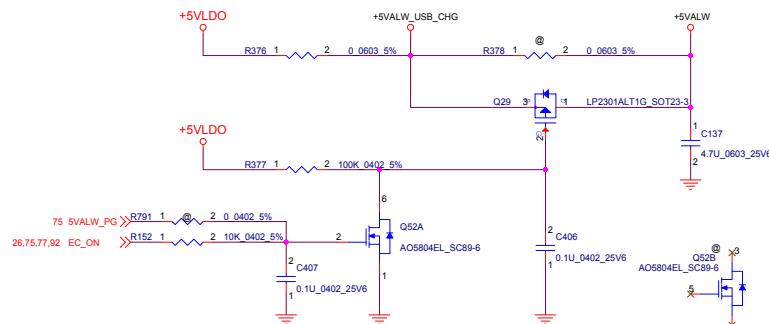 +5VLDO
+5VALW_USB_CHG
+5VALW
R376 1 2 0_0603_5%
R378 1 @ 2 0_0603_5%
Q29 3 1 LP2301ALT1G_SOT23-3
2
+5VLDO
1 C137
4.7U_0603_25V6
2
R377 1 2 100K_0402_5%
6
75 5VALW_PG R791 1 @ 2 0_0402_5%
Q52A
2 AO5804EL_SC89-6
26,75,77,92 EC_ON R152 1 2 10K_0402_5%
2 C406
0.1U_0402_25V6
1
2 C407
0.1U_0402_25V6
1
1
@ 3
Q52B
AO5804EL_SC89-6
5